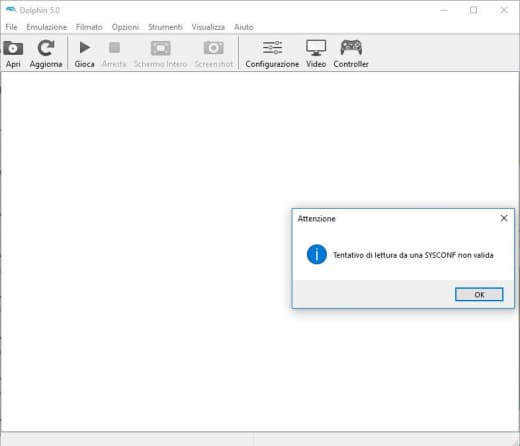 Dolphin 5.0
File Emulazione Filmato Opzioni Strumenti Visualizza Aiuto
Apri Aggiorna Gioca Arresta Schermo Intero Screenshot Configurazione Video Controller
Attenzione
Tentativo di lettura da una SYSCONF non valida
OK